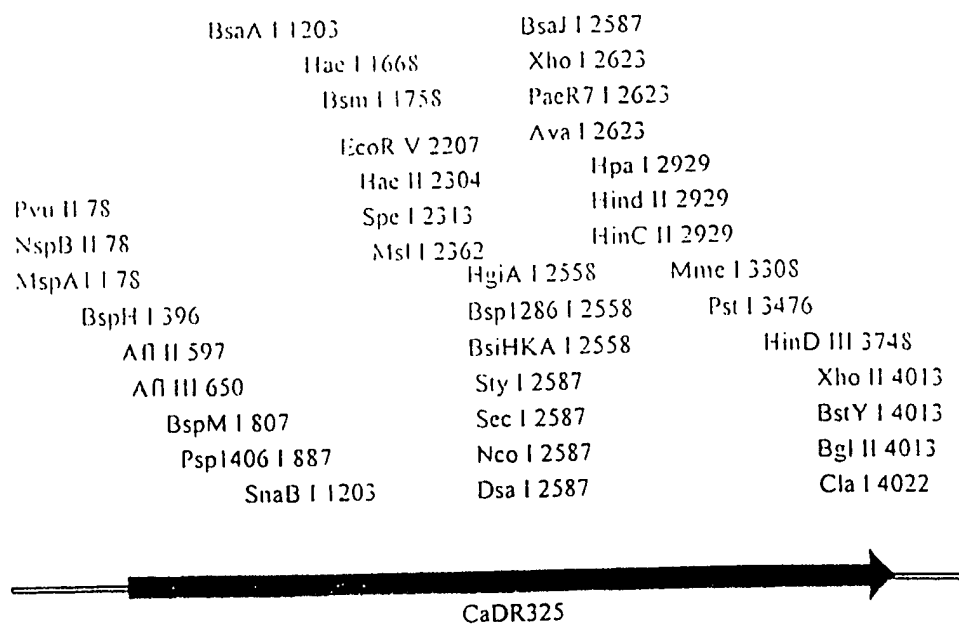 BsaA I 1203
BsaJ I 2587
Hae I 1668
Xho I 2623
Bsm I 1758
PaeR7 I 2623
Ava I 2623
EcoR V 2207
Hpa I 2929
Hae II 2304
Hind II 2929
Pvu II 78
Spe I 2313
HinC II 2929
NspB II 78
Msl I 2362
MspA1 I 78
HgiA I 2558
Mme I 3308
BspH I 396
Bsp1286 I 2558
Pst I 3476
Afl II 597
BsiHKA I 2558
HinD III 3748
Afl III 650
Sty I 2587
Xho II 4013
BspM I 807
Sec I 2587
BstY I 4013
Psp1406 I 887
Nco I 2587
Bgl II 4013
SnaB I 1203
Dsa I 2587
Cla I 4022
CaDR325